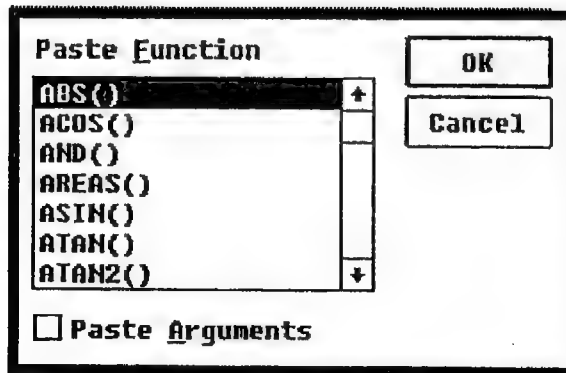 Paste Function
OK
ABS()
ACOS()
Cancel
AND()
AREAS()
ASIN()
ATAN()
ATAN2()
Paste Arguments